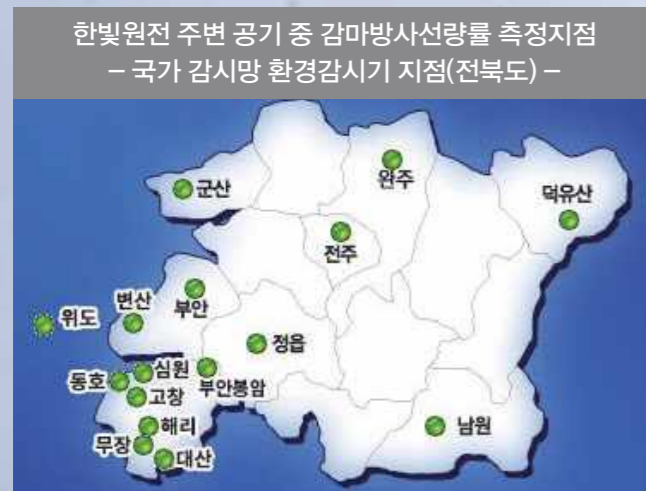 한빛원전 주변 공기 중 감마방사선량률 측정지점
– 국가 감시망 환경감시기 지점(전북도) –
군산
완주
덕유산
전주
위도
변산
부안
정읍
동호
심원
부안봉암
고창
해리
무장
대산
남원